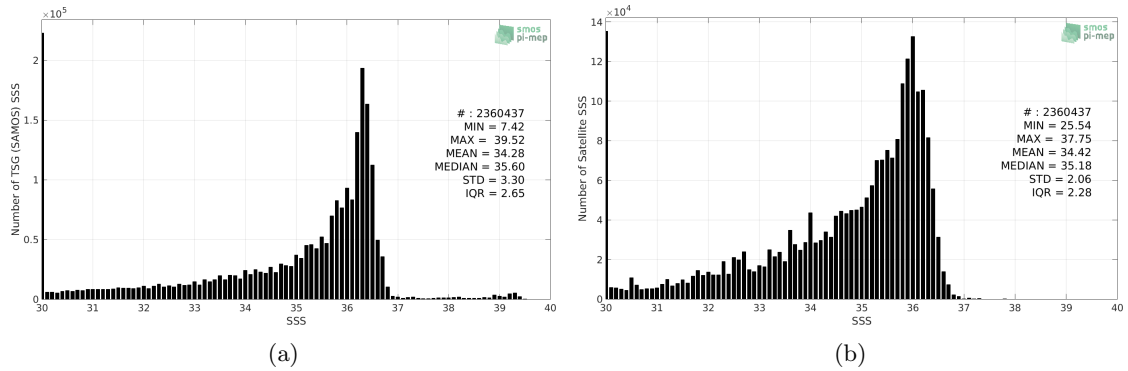 ×10⁵
smos
pi-mep
2
1.5
1
0.5
0
Number of TSG (SAMOS) SSS
# : 2360437
MIN = 7.42
MAX = 39.52
MEAN = 34.28
MEDIAN = 35.60
STD = 3.30
IQR = 2.65
30 31 32 33 34 35 36 37 38 39 40
SSS
(a)
×10⁴
smos
pi-mep
14
12
10
8
6
4
2
0
Number of Satellite SSS
# : 2360437
MIN = 25.54
MAX = 37.75
MEAN = 34.42
MEDIAN = 35.18
STD = 2.06
IQR = 2.28
30 31 32 33 34 35 36 37 38 39 40
SSS
(b)